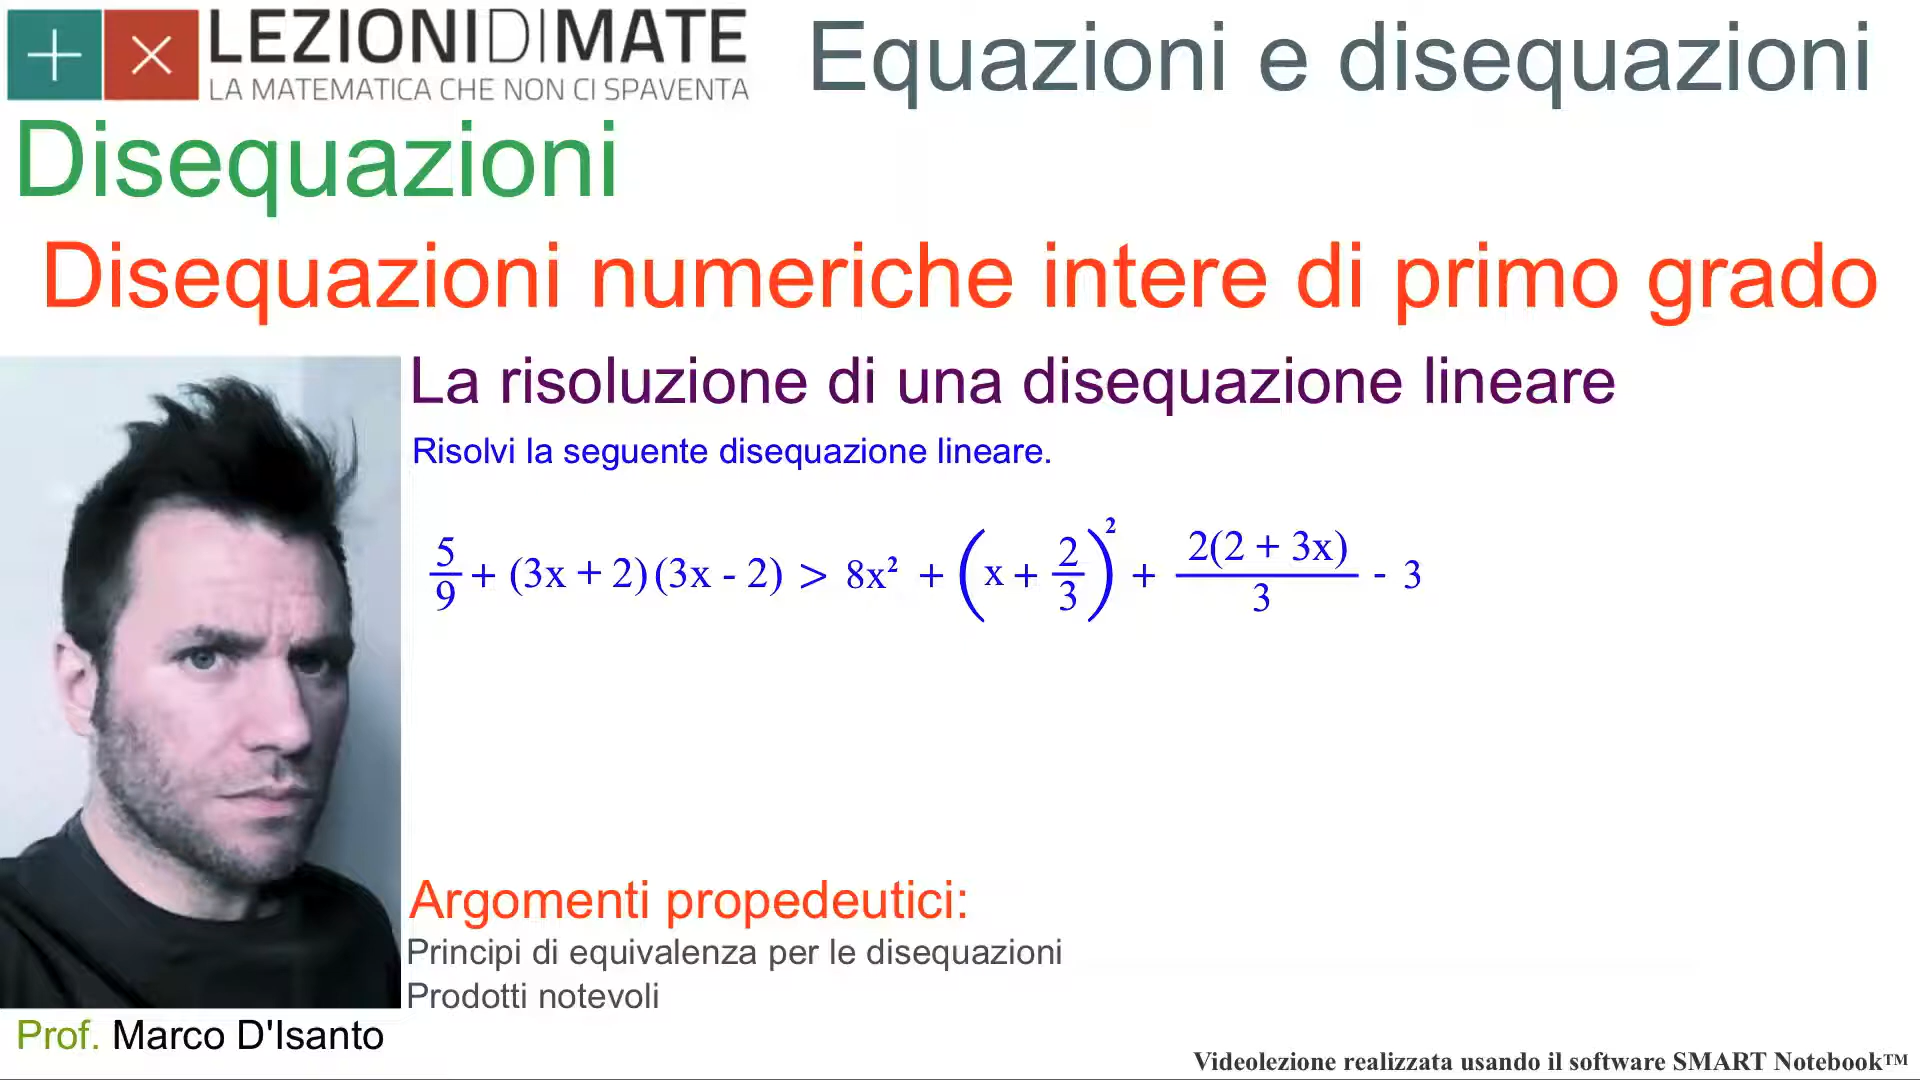 LEZIONIDIMATE
LA MATEMATICA CHE NON CI SPAVENTA
Equazioni e disequazioni
Disequazioni
Disequazioni numeriche intere di primo grado
La risoluzione di una disequazione lineare
Risolvi la seguente disequazione lineare.
5/9 + (3x + 2)(3x - 2) > 8x² + (x + 2/3)² + 2(2 + 3x)/3 - 3
Argomenti propedeutici:
Principi di equivalenza per le disequazioni
Prodotti notevoli
Prof. Marco D'Isanto
Videolezione realizzata usando il software SMART Notebook™